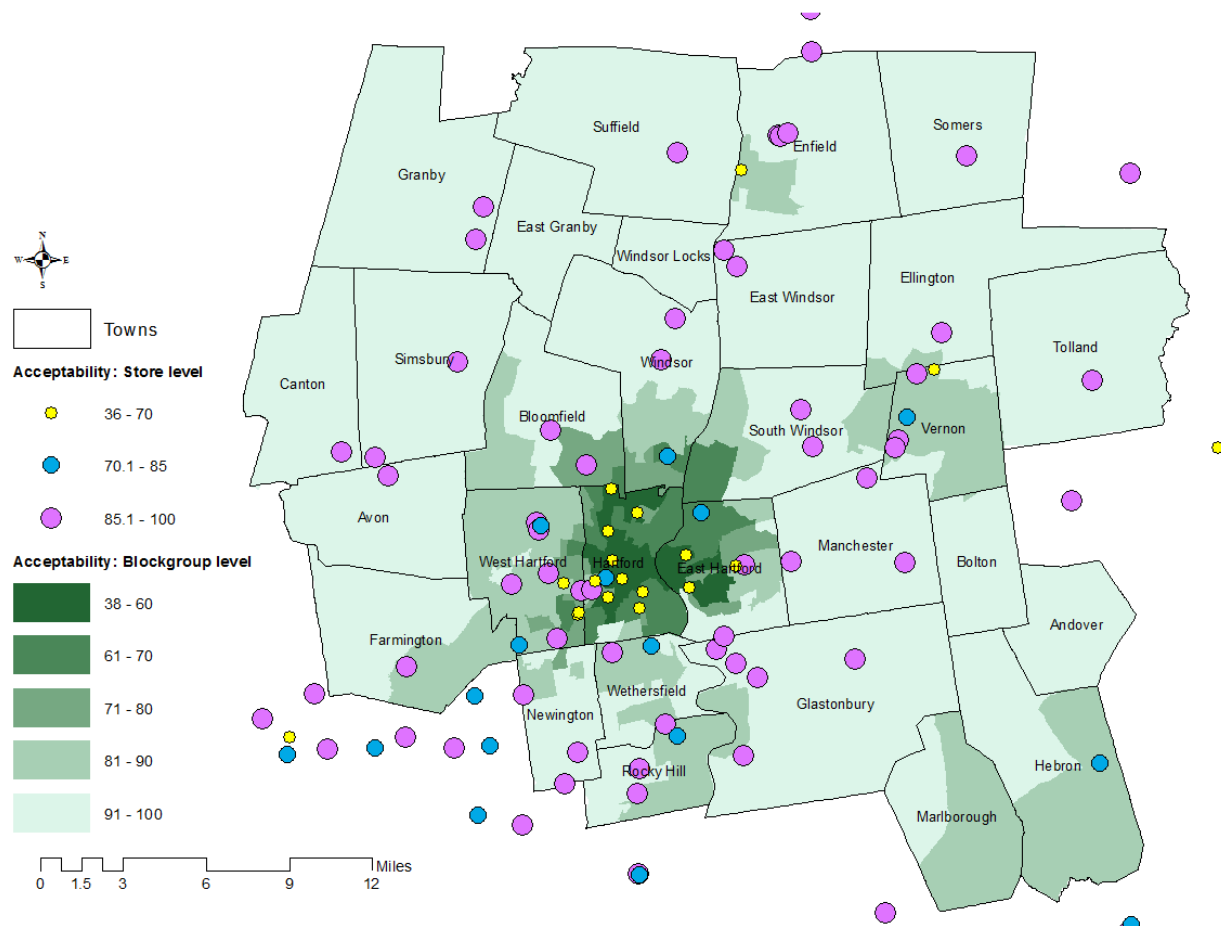 Suffield
Enfield
Somers
Granby
East Granby
Windsor Locks
East Windsor
Ellington
N
W E
S
Towns
Tolland
Simsbury
Windsor
Canton
Acceptability: Store level
36 - 70
70.1 - 85
85.1 - 100
Bloomfield
South Windsor
Vernon
Avon
Manchester
West Hartford
Hartford
East Hartford
Bolton
Acceptability: Blockgroup level
38 - 60
61 - 70
71 - 80
81 - 90
91 - 100
Farmington
Andover
Wethersfield
Newington
Glastonbury
Rocky Hill
Hebron
Marlborough
Miles
0 1.5 3 6 9 12